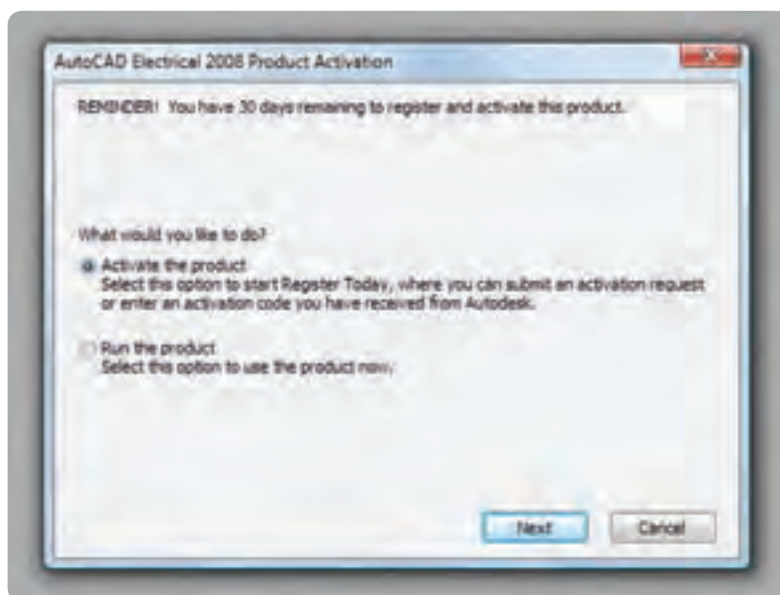 AutoCAD Electrical 2008 Product Activation
REMINDER! You have 30 days remaining to register and activate this product.
What would you like to do?
Activate the product
Select this option to start Register Today, where you can submit an activation request
or enter an activation code you have received from Autodesk.
Run the product
Select this option to use the product now.
Next
Cancel